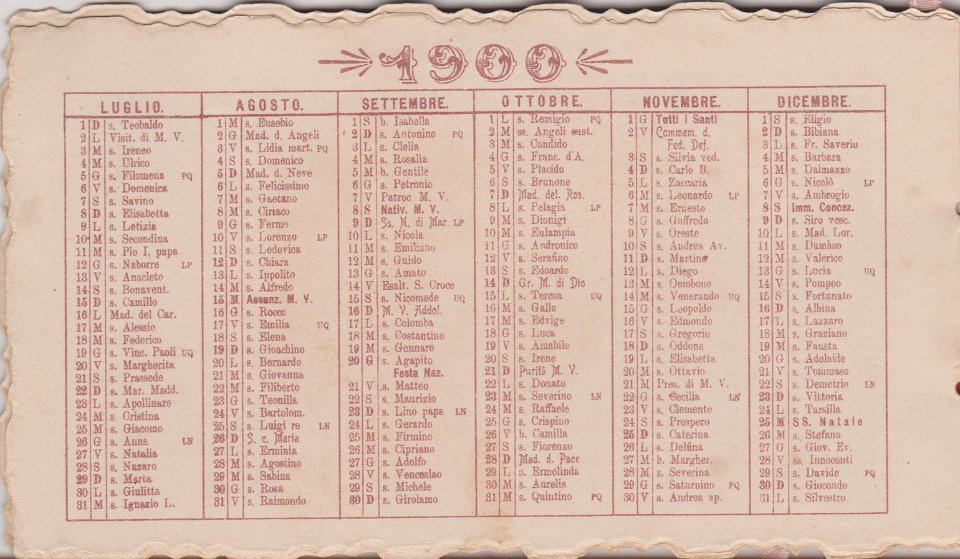 1900
LUGLIO.
1 D s. Teobaldo
2 L Visit. di M. V.
3 M s. Ireneo
4 M s. Ulrico
5 G s. Filomena PQ
6 V s. Domenica
7 S s. Savino
8 D s. Elisabetta
9 L s. Letizia
10 M s. Secondina
11 M s. Pio I, papa
12 G s. Naborre LP
13 V s. Anacleto
14 S s. Bonavent.
15 D s. Camillo
16 L Mad. del Car.
17 M s. Alessio
18 M s. Federico
19 G s. Vinc. Paoli UQ
20 V s. Margherita
21 S s. Prassede
22 D s. Mar. Madd.
23 L s. Apollinare
24 M s. Cristina
25 M s. Giacomo
26 G s. Anna LN
27 V s. Natalia
28 S s. Nazaro
29 D s. Marta
30 L s. Giulitta
31 M s. Ignazio L.
AGOSTO.
1 M s. Eusebio
2 G Mad. d. Angeli
3 V s. Lidia mart. PQ
4 S s. Domenico
5 D Mad. d. Neve
6 L s. Felicissimo
7 M s. Gaetano
8 M s. Ciriaco
9 G s. Fermo
10 V s. Lorenzo LP
11 S s. Lodovica
12 D s. Chiara
13 L s. Ippolito
14 M s. Alfredo
15 M Assunz. M. V.
16 G s. Rocco
17 V s. Emilia UQ
18 S s. Elena
19 D s. Gioachino
20 L s. Bernardo
21 M s. Giovanna
22 M s. Filiberto
23 G s. Teonilla
24 V s. Bartolom.
25 S s. Luigi re LN
26 D S. c. Maria
27 L s. Erminia
28 M s. Agostino
29 M s. Sabina
30 G s. Rosa
31 V s. Raimondo
SETTEMBRE.
1 S b. Isabella
2 D s. Antonino PQ
3 L s. Clelia
4 M s. Rosalia
5 M b. Gentile
6 G s. Petronio
7 V Patroc M. V.
8 S Nativ. M. V.
9 D Ss. N. di Mar. LP
10 L s. Nicola
11 M s. Emiliano
12 M s. Guido
13 G s. Amato
14 V Esalt. S. Croce
15 S s. Nicomede UQ
16 D M. V. Addol.
17 L s. Colomba
18 M s. Costantino
19 M s. Gennaro
20 G s. Agapito
Festa Naz.
21 V s. Matteo
22 S s. Maurizio
23 D s. Lino papa LN
24 L s. Gerardo
25 M s. Firmino
26 M s. Cipriano
27 G s. Adolfo
28 V s. Venceslao
29 S s. Michele
30 D s. Girolamo
OTTOBRE.
1 L s. Remigio PQ
2 M ss. Angeli cust.
3 M s. Candido
4 G s. Franc. d'A.
5 V s. Placido
6 S s. Brunone
7 D Mad. del Ros.
8 L s. Pelagia LP
9 M s. Dionigi
10 M s. Eulampia
11 G s. Andronico
12 V s. Serafino
13 S s. Edoardo
14 D Gr. M. di Dio
15 L s. Teresa UQ
16 M s. Gallo
17 M s. Edvige
18 G s. Luca
19 V s. Amabile
20 S s. Irene
21 D Purità M. V.
22 L s. Donato
23 M s. Severino LN
24 M s. Raffaele
25 G s. Crispino
26 V b. Camilla
27 S s. Fiorenzo
28 D Mad. d. Pace
29 L s. Ermelinda
30 M s. Aurelia
31 M s. Quintino PQ
NOVEMBRE.
1 G Tutti i Santi
2 V Commem. d.
Fed. Def.
3 S s. Silvia ved.
4 D s. Carlo B.
5 L s. Zaccaria
6 M s. Leonardo LP
7 M s. Ernesto
8 G s. Goffredo
9 V s. Oreste
10 S s. Andrea Av.
11 D s. Martino
12 L s. Diego
13 M s. Omobono
14 M s. Venerando UQ
15 G s. Leopoldo
16 V s. Edmondo
17 S s. Gregorio
18 D s. Oddone
19 L s. Elisabetta
20 M s. Ottavio
21 M Pres. di M. V.
22 G s. Cecilia LN
23 V s. Clemente
24 S s. Prospero
25 D s. Caterina
26 L s. Delfina
27 M b. Margher.
28 M s. Severina
29 G s. Saturnino PQ
30 V s. Andrea ap.
DICEMBRE.
1 S s. Eligio
2 D s. Bibiana
3 L s. Fr. Saverio
4 M s. Barbara
5 M s. Dalmazzo
6 G s. Nicolò LP
7 V s. Ambrogio
8 S Imm. Concez.
9 D s. Siro vesc.
10 L s. Mad. Lor.
11 M s. Damàso
12 M s. Valerico
13 G s. Lucia UQ
14 V s. Pompeo
15 S s. Fortunato
16 D s. Albina
17 L s. Lazzaro
18 M s. Graziano
19 M s. Fausta
20 G s. Adelaide
21 V s. Tommaso
22 S s. Demetrio LN
23 D s. Vittoria
24 L s. Tarsilla
25 M SS. Natale
26 M s. Stefano
27 G s. Giov. Ev.
28 V ss. Innocenti
29 S s. Davide PQ
30 D s. Giocondo
31 L s. Silvestro